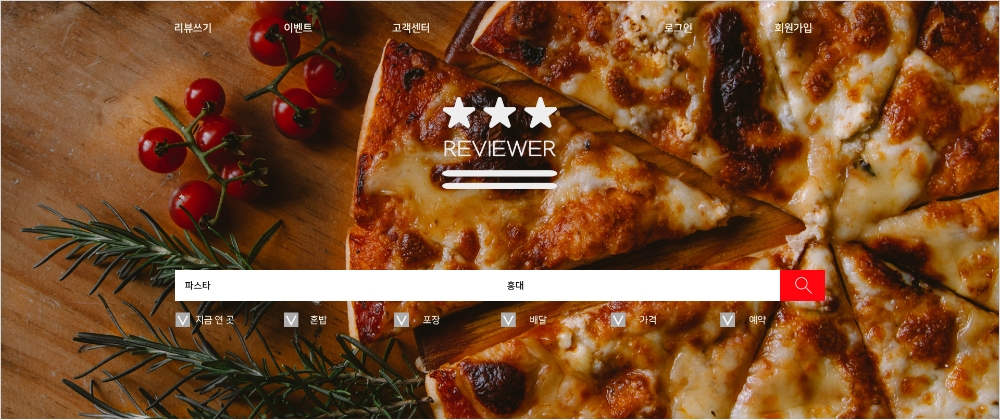 리뷰쓰기 이벤트 고객센터 로그인 회원가입
REVIEWER
파스타 홍대
지금 연 곳 혼밥 포장 배달 가격 예약